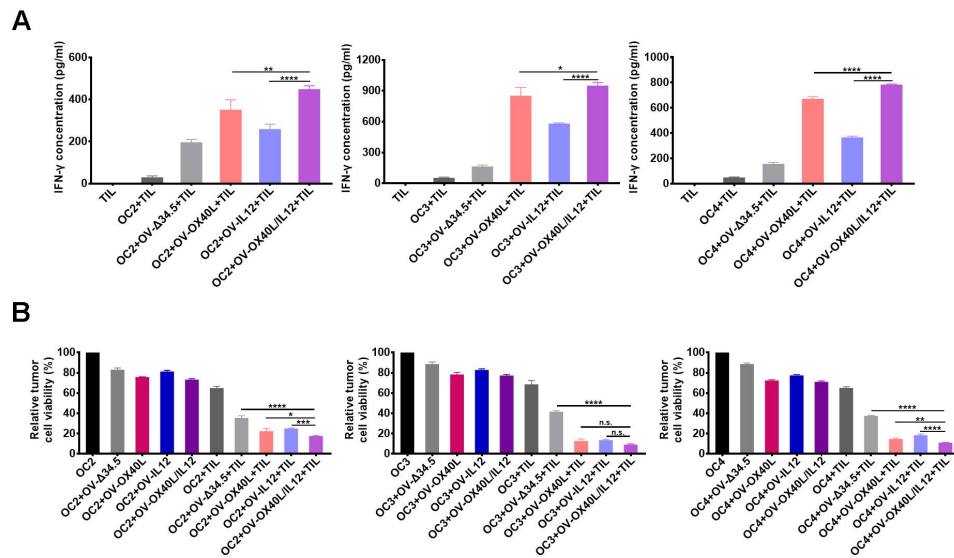 A
IFN-γ concentration (pg/ml)
600
400
200
0
**
****
TIL
OC2+TIL
OC2+OV-Δ34.5+TIL
OC2+OV-OX40L+TIL
OC2+OV-IL12+TIL
OC2+OV-OX40L/IL12+TIL
IFN-γ concentration (pg/ml)
1200
900
600
300
0
*
****
TIL
OC3+TIL
OC3+OV-Δ34.5+TIL
OC3+OV-OX40L+TIL
OC3+OV-IL12+TIL
OC3+OV-OX40L/IL12+TIL
IFN-γ concentration (pg/ml)
1000
800
600
400
200
0
****
****
TIL
OC4+TIL
OC4+OV-Δ34.5+TIL
OC4+OV-OX40L+TIL
OC4+OV-IL12+TIL
OC4+OV-OX40L/IL12+TIL
B
Relative tumor
cell viability (%)
100
80
60
40
20
0
****
*
***
OC2
OC2+OV-Δ34.5
OC2+OV-OX40L
OC2+OV-IL12
OC2+OV-OX40L/IL12
OC2+TIL
OC2+OV-Δ34.5+TIL
OC2+OV-OX40L+TIL
OC2+OV-IL12+TIL
OC2+OV-OX40L/IL12+TIL
Relative tumor
cell viability (%)
100
80
60
40
20
0
****
n.s.
n.s.
OC3
OC3+OV-Δ34.5
OC3+OV-OX40L
OC3+OV-IL12
OC3+OV-OX40L/IL12
OC3+TIL
OC3+OV-Δ34.5+TIL
OC3+OV-OX40L+TIL
OC3+OV-IL12+TIL
OC3+OV-OX40L/IL12+TIL
Relative tumor
cell viability (%)
100
80
60
40
20
0
****
**
****
OC4
OC4+OV-Δ34.5
OC4+OV-OX40L
OC4+OV-IL12
OC4+OV-OX40L/IL12
OC4+TIL
OC4+OV-Δ34.5+TIL
OC4+OV-OX40L+TIL
OC4+OV-IL12+TIL
OC4+OV-OX40L/IL12+TIL